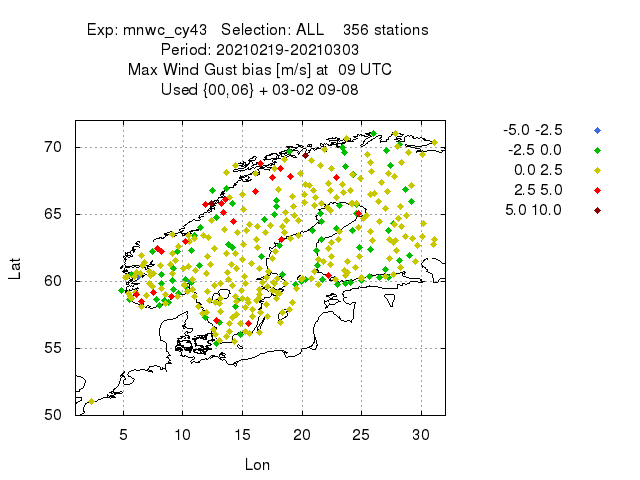 Exp: mnwc_cy43 Selection: ALL 356 stations
Period: 20210219-20210303
Max Wind Gust bias [m/s] at 09 UTC
Used {00,06} + 03-02 09-08
-5.0 -2.5
-2.5 0.0
0.0 2.5
2.5 5.0
5.0 10.0
70
65
60
55
50
Lat
5 10 15 20 25 30
Lon